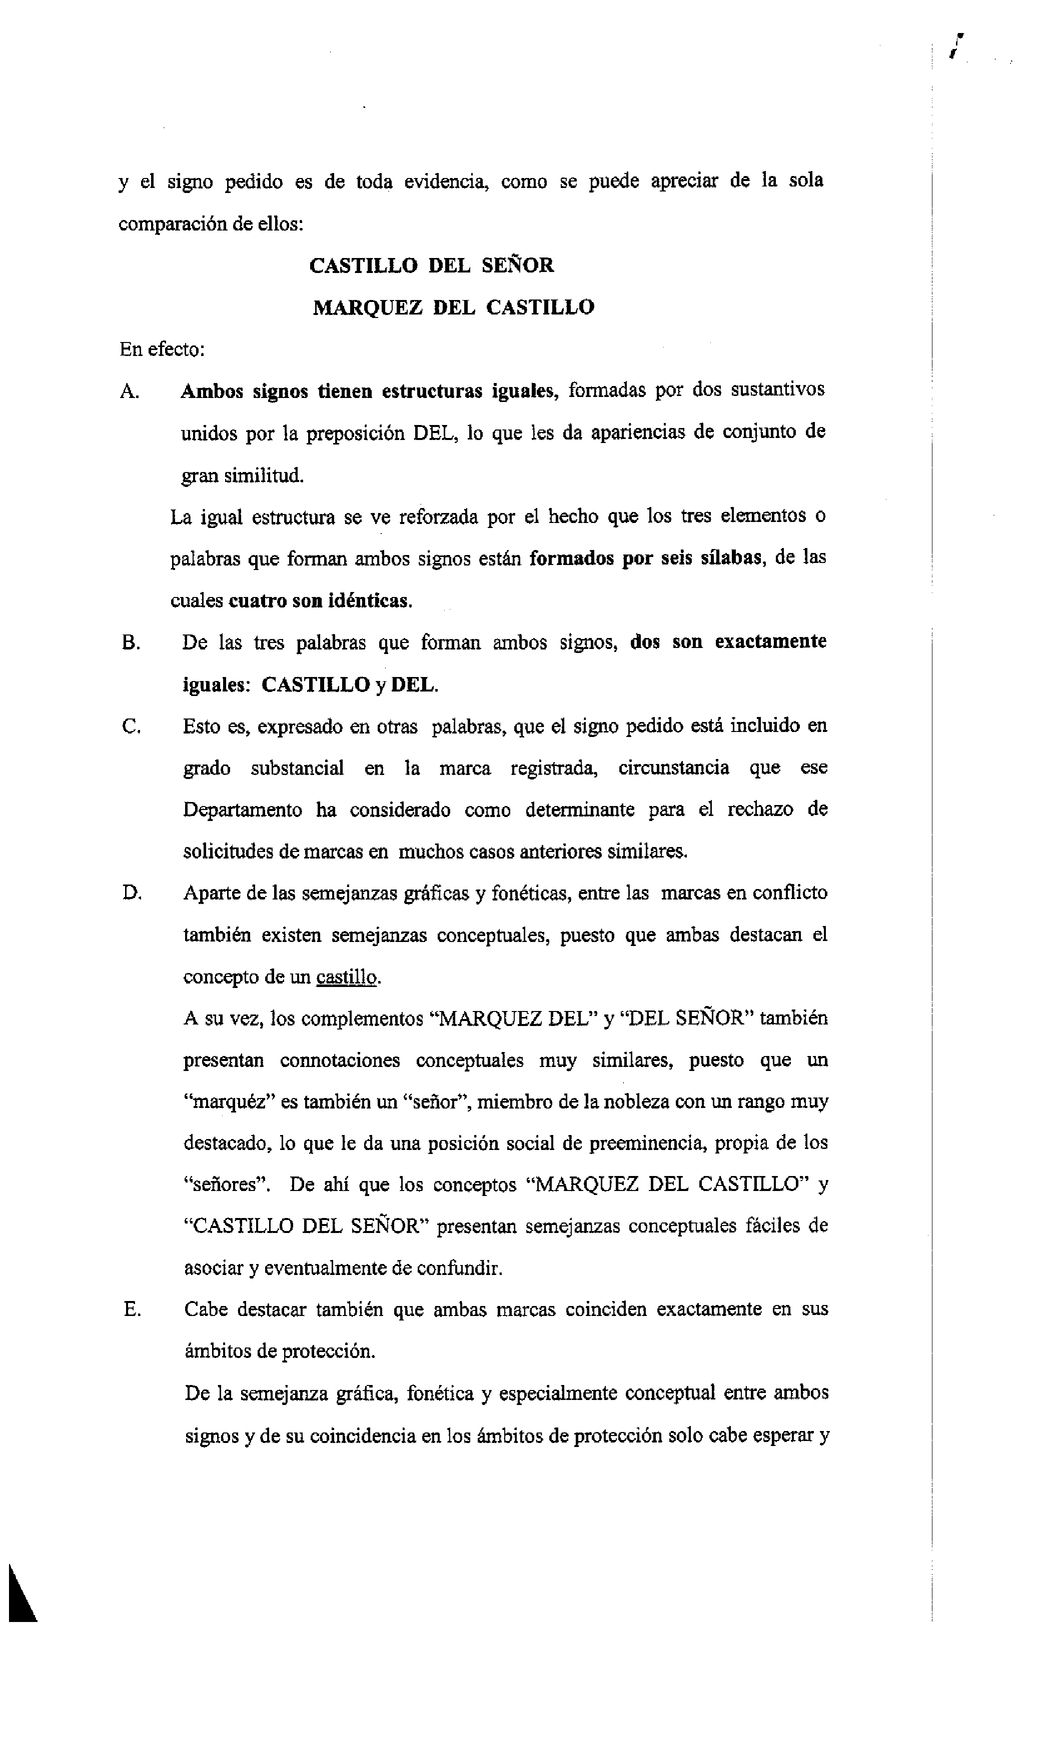 y el signo pedido es de toda evidencia, como se puede apreciar de la sola
comparación de ellos:
CASTILLO DEL SEÑOR
MARQUEZ DEL CASTILLO
En efecto:
A. Ambos signos tienen estructuras iguales, formadas por dos sustantivos
unidos por la preposición DEL, lo que les da apariencias de conjunto de
gran similitud.
La igual estructura se ve reforzada por el hecho que los tres elementos o
palabras que forman ambos signos están formados por seis sílabas, de las
cuales cuatro son idénticas.
B. De las tres palabras que forman ambos signos, dos son exactamente
iguales: CASTILLO y DEL.
C. Esto es, expresado en otras palabras, que el signo pedido está incluido en
grado substancial en la marca registrada, circunstancia que ese
Departamento ha considerado como determinante para el rechazo de
solicitudes de marcas en muchos casos anteriores similares.
D. Aparte de las semejanzas gráficas y fonéticas, entre las marcas en conflicto
también existen semejanzas conceptuales, puesto que ambas destacan el
concepto de un castillo.
A su vez, los complementos “MARQUEZ DEL” y “DEL SEÑOR” también
presentan connotaciones conceptuales muy similares, puesto que un
“marquéz” es también un “señor”, miembro de la nobleza con un rango muy
destacado, lo que le da una posición social de preeminencia, propia de los
“señores”. De ahí que los conceptos “MARQUEZ DEL CASTILLO” y
“CASTILLO DEL SEÑOR” presentan semejanzas conceptuales fáciles de
asociar y eventualmente de confundir.
E. Cabe destacar también que ambas marcas coinciden exactamente en sus
ámbitos de protección.
De la semejanza gráfica, fonética y especialmente conceptual entre ambos
signos y de su coincidencia en los ámbitos de protección solo cabe esperar y